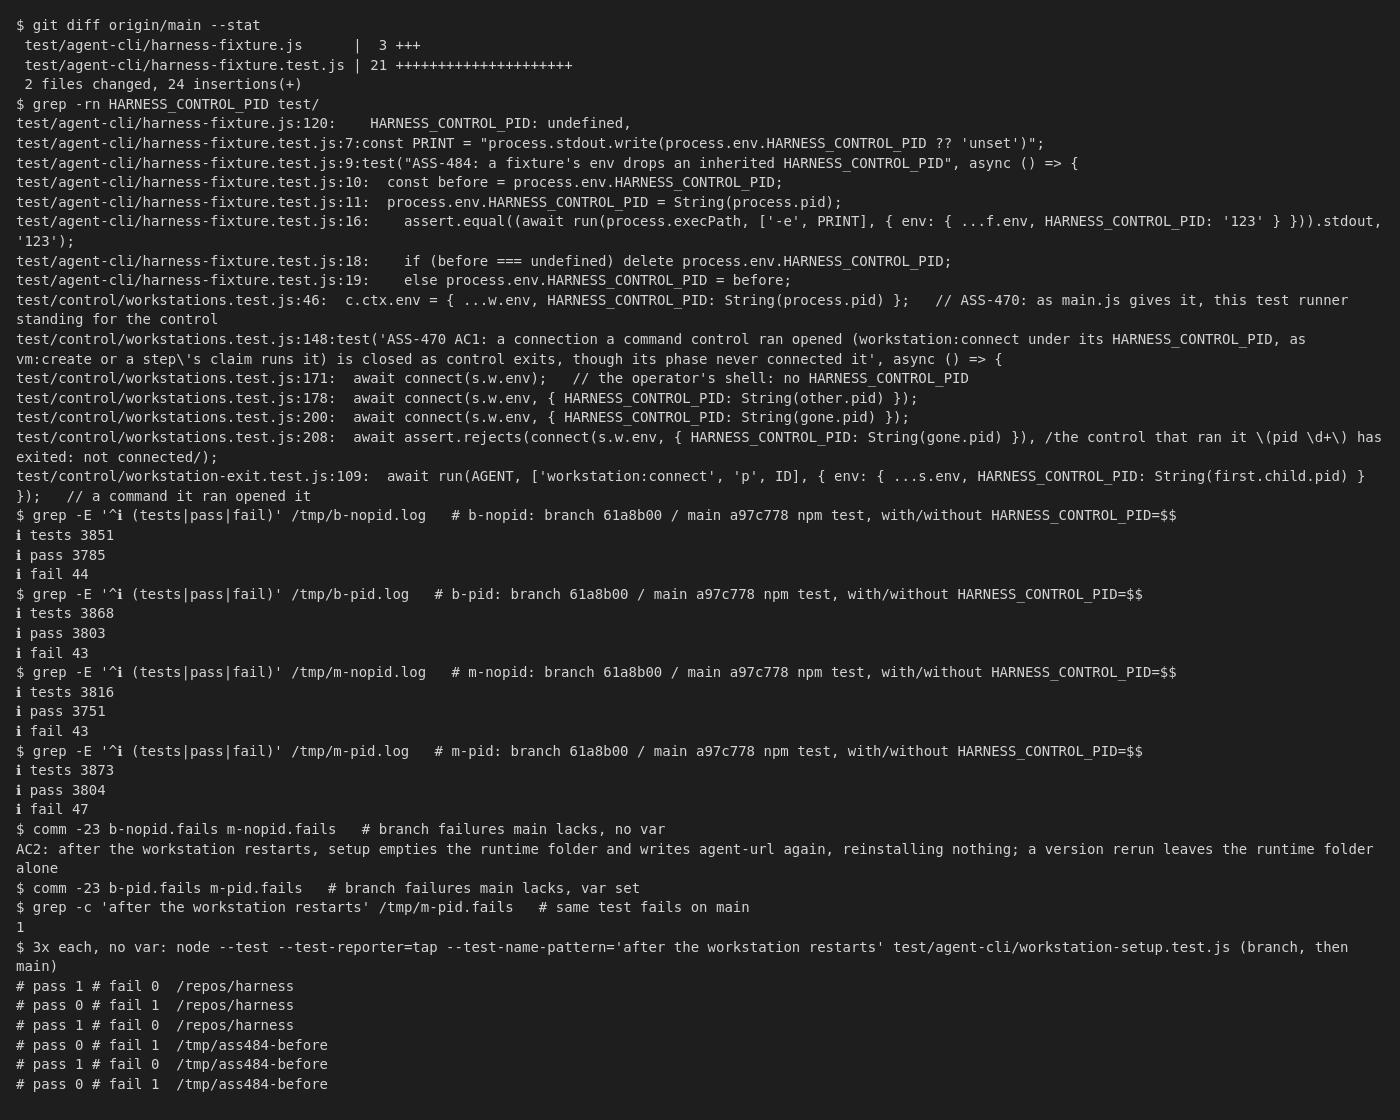 $ git diff origin/main --stat
 test/agent-cli/harness-fixture.js      |  3 +++
 test/agent-cli/harness-fixture.test.js | 21 +++++++++++++++++++++
 2 files changed, 24 insertions(+)
$ grep -rn HARNESS_CONTROL_PID test/
test/agent-cli/harness-fixture.js:120:    HARNESS_CONTROL_PID: undefined,
test/agent-cli/harness-fixture.test.js:7:const PRINT = "process.stdout.write(process.env.HARNESS_CONTROL_PID ?? 'unset')";
test/agent-cli/harness-fixture.test.js:9:test("ASS-484: a fixture's env drops an inherited HARNESS_CONTROL_PID", async () => {
test/agent-cli/harness-fixture.test.js:10:  const before = process.env.HARNESS_CONTROL_PID;
test/agent-cli/harness-fixture.test.js:11:  process.env.HARNESS_CONTROL_PID = String(process.pid);
test/agent-cli/harness-fixture.test.js:16:    assert.equal((await run(process.execPath, ['-e', PRINT], { env: { ...f.env, HARNESS_CONTROL_PID: '123' } })).stdout,
'123');
test/agent-cli/harness-fixture.test.js:18:    if (before === undefined) delete process.env.HARNESS_CONTROL_PID;
test/agent-cli/harness-fixture.test.js:19:    else process.env.HARNESS_CONTROL_PID = before;
test/control/workstations.test.js:46:  c.ctx.env = { ...w.env, HARNESS_CONTROL_PID: String(process.pid) };   // ASS-470: as main.js gives it, this test runner
standing for the control
test/control/workstations.test.js:148:test('ASS-470 AC1: a connection a command control ran opened (workstation:connect under its HARNESS_CONTROL_PID, as
vm:create or a step\'s claim runs it) is closed as control exits, though its phase never connected it', async () => {
test/control/workstations.test.js:171:  await connect(s.w.env);   // the operator's shell: no HARNESS_CONTROL_PID
test/control/workstations.test.js:178:  await connect(s.w.env, { HARNESS_CONTROL_PID: String(other.pid) });
test/control/workstations.test.js:200:  await connect(s.w.env, { HARNESS_CONTROL_PID: String(gone.pid) });
test/control/workstations.test.js:208:  await assert.rejects(connect(s.w.env, { HARNESS_CONTROL_PID: String(gone.pid) }), /the control that ran it \(pid \d+\) has
exited: not connected/);
test/control/workstation-exit.test.js:109:  await run(AGENT, ['workstation:connect', 'p', ID], { env: { ...s.env, HARNESS_CONTROL_PID: String(first.child.pid) }
});   // a command it ran opened it
$ grep -E '^ℹ (tests|pass|fail)' /tmp/b-nopid.log   # b-nopid: branch 61a8b00 / main a97c778 npm test, with/without HARNESS_CONTROL_PID=$$
ℹ tests 3851
ℹ pass 3785
ℹ fail 44
$ grep -E '^ℹ (tests|pass|fail)' /tmp/b-pid.log   # b-pid: branch 61a8b00 / main a97c778 npm test, with/without HARNESS_CONTROL_PID=$$
ℹ tests 3868
ℹ pass 3803
ℹ fail 43
$ grep -E '^ℹ (tests|pass|fail)' /tmp/m-nopid.log   # m-nopid: branch 61a8b00 / main a97c778 npm test, with/without HARNESS_CONTROL_PID=$$
ℹ tests 3816
ℹ pass 3751
ℹ fail 43
$ grep -E '^ℹ (tests|pass|fail)' /tmp/m-pid.log   # m-pid: branch 61a8b00 / main a97c778 npm test, with/without HARNESS_CONTROL_PID=$$
ℹ tests 3873
ℹ pass 3804
ℹ fail 47
$ comm -23 b-nopid.fails m-nopid.fails   # branch failures main lacks, no var
AC2: after the workstation restarts, setup empties the runtime folder and writes agent-url again, reinstalling nothing; a version rerun leaves the runtime folder
alone
$ comm -23 b-pid.fails m-pid.fails   # branch failures main lacks, var set
$ grep -c 'after the workstation restarts' /tmp/m-pid.fails   # same test fails on main
1
$ 3x each, no var: node --test --test-reporter=tap --test-name-pattern='after the workstation restarts' test/agent-cli/workstation-setup.test.js (branch, then
main)
# pass 1 # fail 0  /repos/harness
# pass 0 # fail 1  /repos/harness
# pass 1 # fail 0  /repos/harness
# pass 0 # fail 1  /tmp/ass484-before
# pass 1 # fail 0  /tmp/ass484-before
# pass 0 # fail 1  /tmp/ass484-before